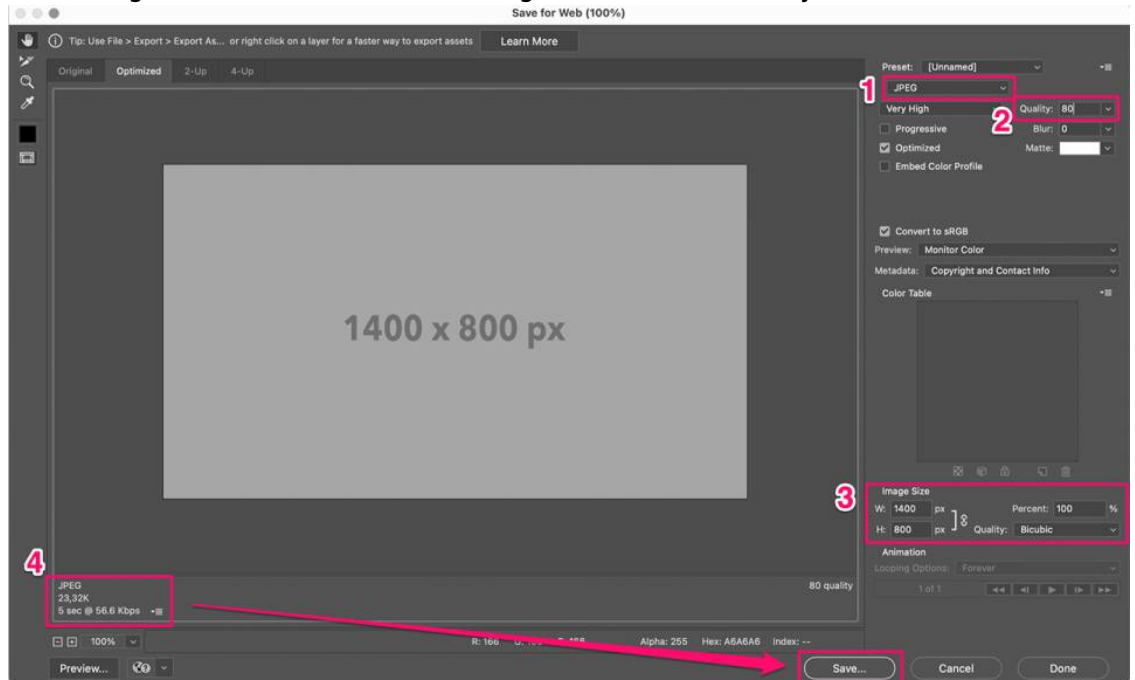 Save for Web (100%)
Tip: Use File > Export > Export As... or right click on a layer for a faster way to export assets Learn More
Original Optimized 2-Up 4-Up
Preset: [Unnamed]
1 JPEG
Very High 2 Quality: 80
Progressive Blur: 0
Optimized Matte:
Embed Color Profile
Convert to sRGB
Preview: Monitor Color
Metadata: Copyright and Contact Info
Color Table
1400 x 800 px
3 Image Size
W: 1400 px Percent: 100 %
H: 800 px Quality: Bicubic
Animation
Looping Options: Forever
1 of 1
4
JPEG 80 quality
23,32K
5 sec @ 56.6 Kbps
100% R: 166 Alpha: 255 Hex: A6A6A6 Index: --
Preview... Save... Cancel Done